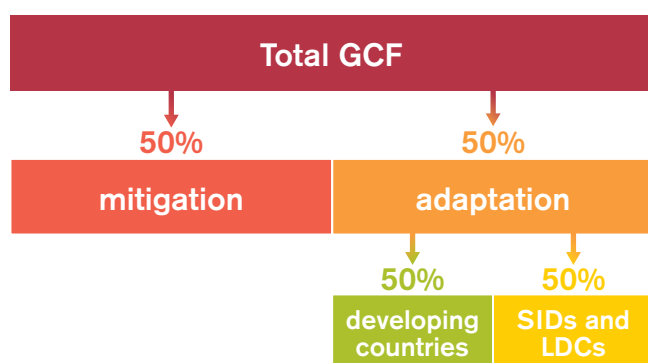 Total GCF
50%
50%
mitigation
adaptation
50%
50%
developing
countries
SIDs and
LDCs